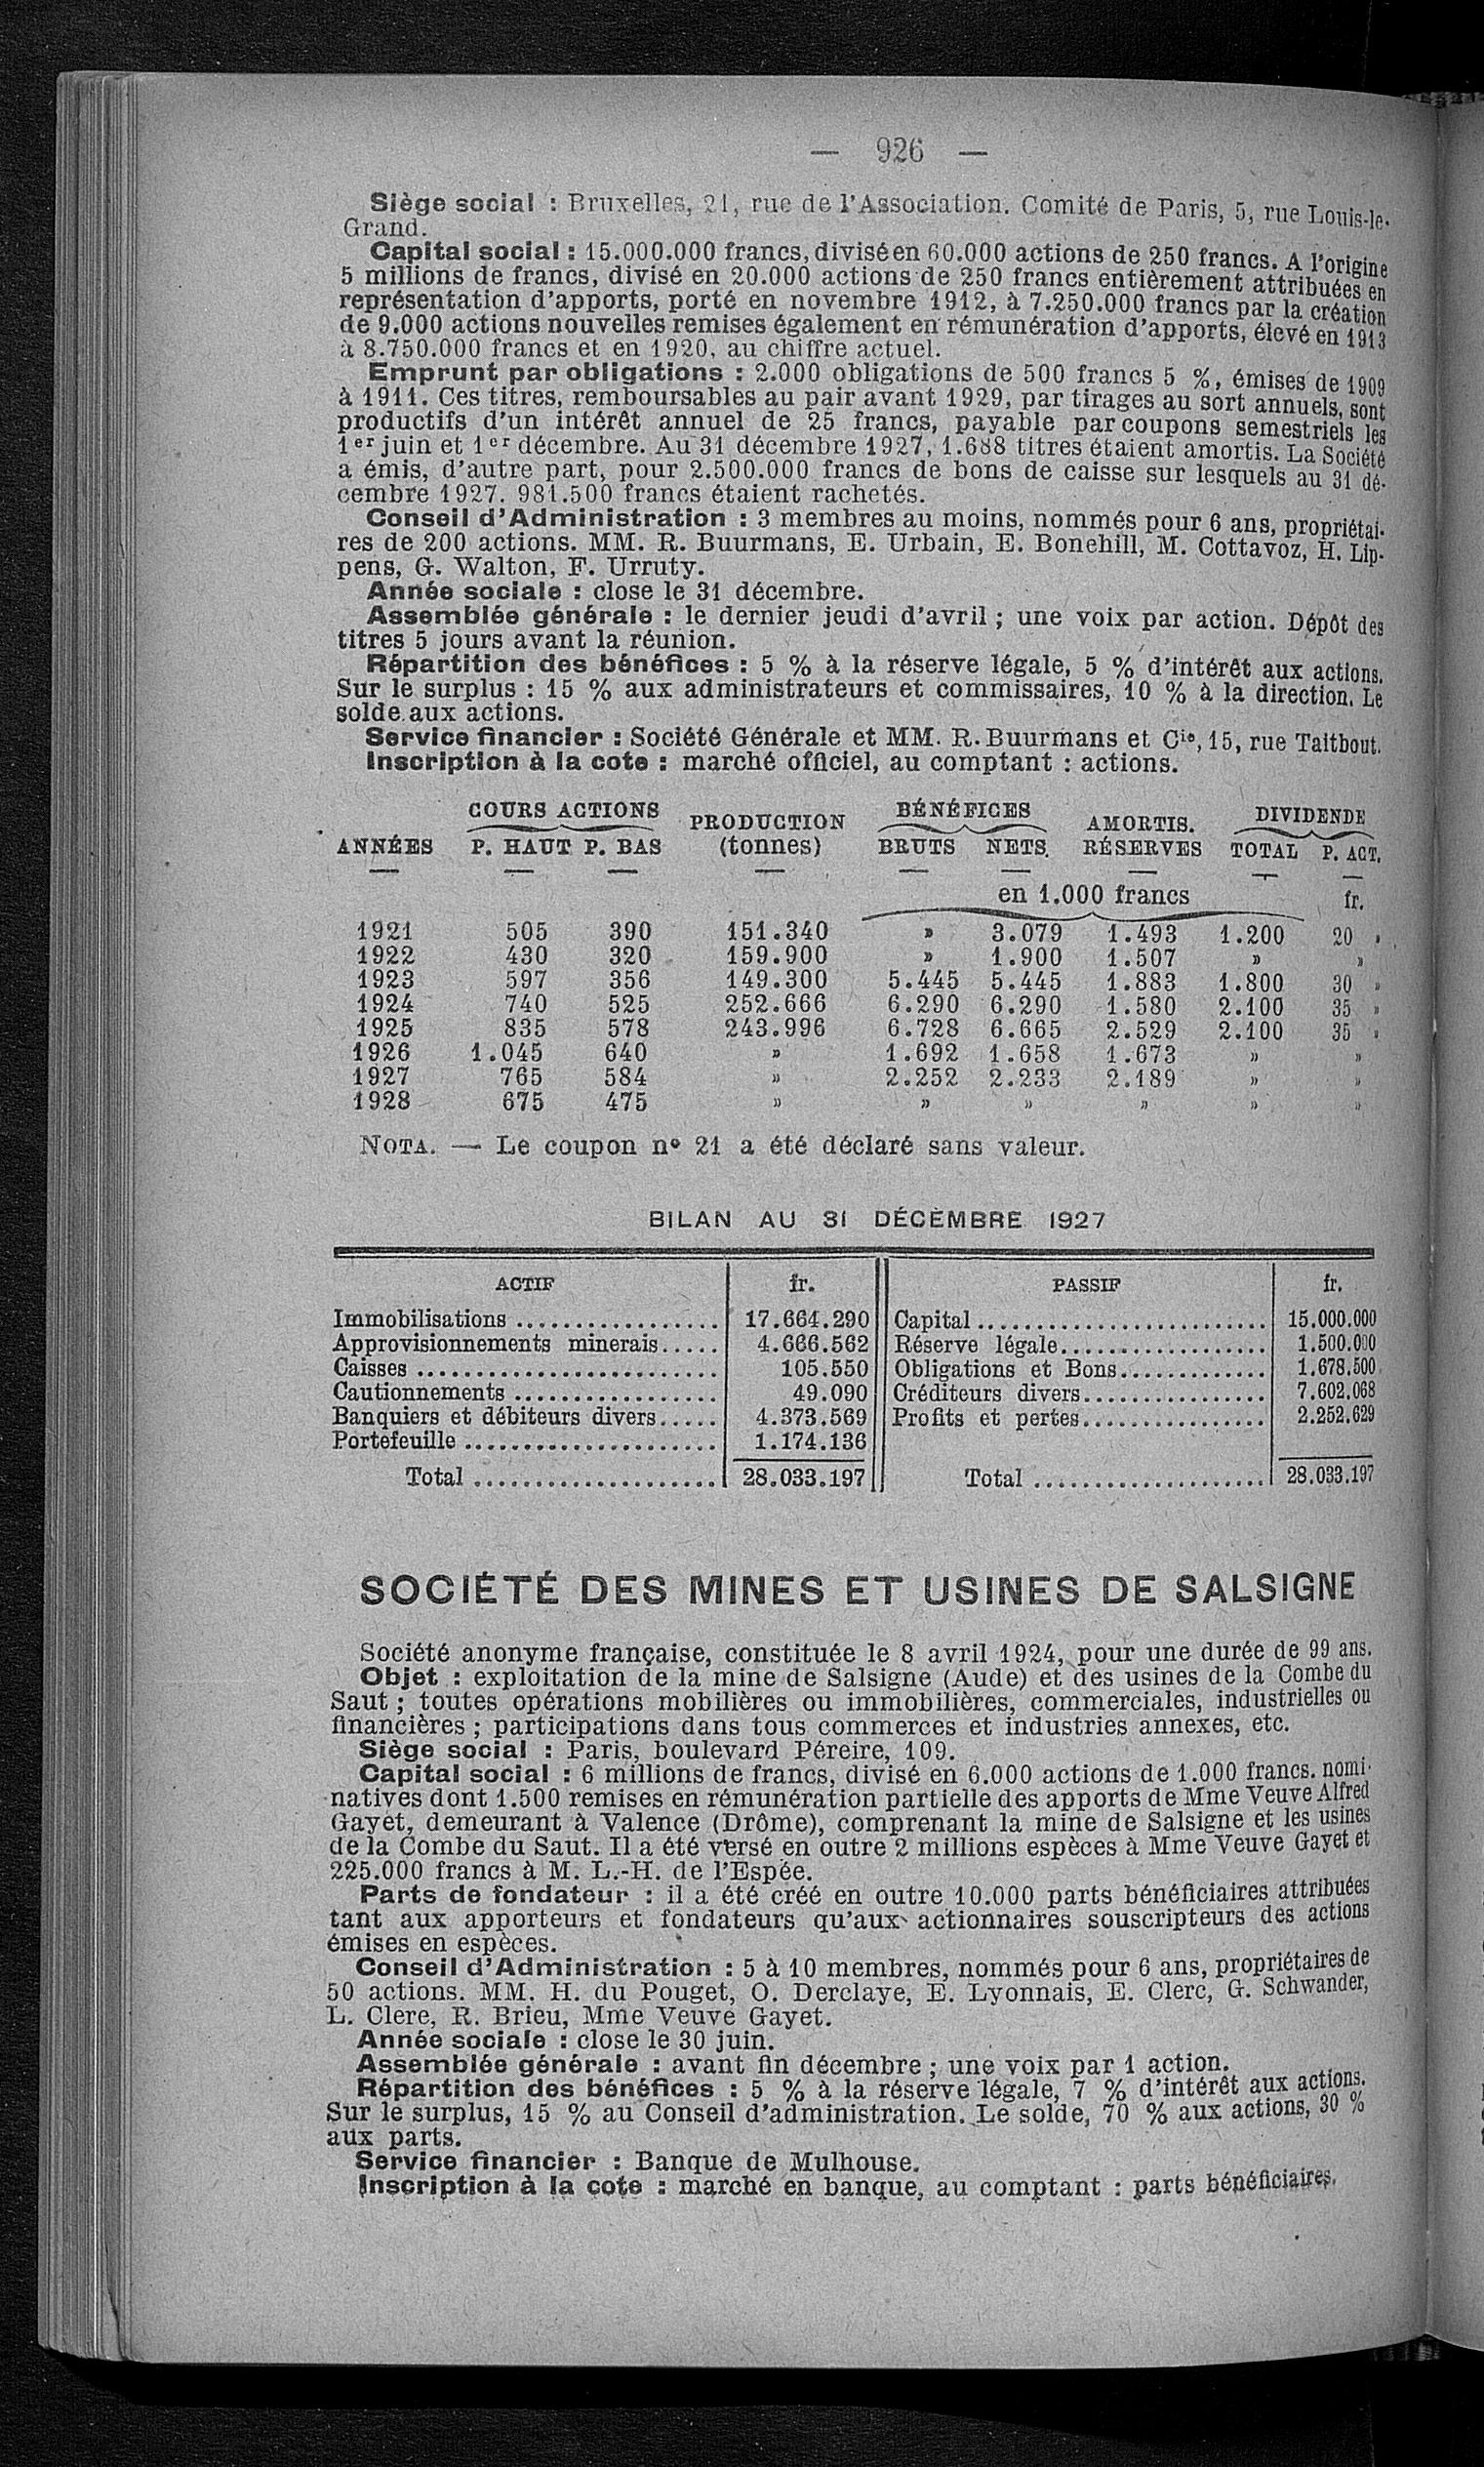 — 926 —
Siège social : Bruxelles, 21, rue de l'Association. Comité de Paris, 5, rue Louis-le-
Grand.
Capital social : 15.000.000 francs, divisé en 60.000 actions de 250 francs. A l'origine
5 millions de francs, divisé en 20.000 actions de 250 francs entièrement attribuées en
représentation d'apports, porté en novembre 1912, à 7.250.000 francs par la création
de 9.000 actions nouvelles remises également en rémunération d'apports, élevé en 1913
à 8.750.000 francs et en 1920, au chiffre actuel.
Emprunt par obligations : 2.000 obligations de 500 francs 5 %, émises de 1909
à 1911. Ces titres, remboursables au pair avant 1929, par tirages au sort annuels, sont
productifs d'un intérêt annuel de 25 francs, payable par coupons semestriels les
1er juin et 1er décembre. Au 31 décembre 1927, 1.688 titres étaient amortis. La Société
a émis, d'autre part, pour 2.500.000 francs de bons de caisse sur lesquels au 31 dé-
cembre 1927. 981.500 francs étaient rachetés.
Conseil d'Administration : 3 membres au moins, nommés pour 6 ans, propriétai-
res de 200 actions. MM. R. Buurmans, E. Urbain, E. Bonehill, M. Cottavoz, H. Lip-
pens, G. Walton, F. Urruty.
Année sociale : close le 31 décembre.
Assemblée générale : le dernier jeudi d'avril ; une voix par action. Dépôt des
titres 5 jours avant la réunion.
Répartition des bénéfices : 5 % à la réserve légale, 5 % d'intérêt aux actions.
Sur le surplus : 15 % aux administrateurs et commissaires, 10 % à la direction. Le
solde aux actions.
Service financier : Société Générale et MM. R. Buurmans et Cie, 15, rue Taitbout.
Inscription à la cote : marché officiel, au comptant : actions.
COURS ACTIONS PRODUCTION BÉNÉFICES AMORTIS. DIVIDENDE
ANNÉES P. HAUT P. BAS (tonnes) BRUTS NETS. RÉSERVES TOTAL P. ACT.
en 1.000 francs fr.
1921 505 390 151.340 » 3.079 1.493 1.200 20 »
1922 430 320 159.900 » 1.900 1.507 » »
1923 597 356 149.300 5.445 5.445 1.883 1.800 30 »
1924 740 525 252.666 6.290 6.290 1.580 2.100 35 »
1925 835 578 243.996 6.728 6.665 2.529 2.100 35 »
1926 1.045 640 » 1.692 1.658 1.673 » »
1927 765 584 » 2.252 2.233 2.189 » »
1928 675 475 » » » » » »
NOTA. — Le coupon n° 21 a été déclaré sans valeur.
BILAN AU 31 DÉCEMBRE 1927
ACTIF fr. PASSIF fr.
Immobilisations ................. 17.664.290 Capital ........................ 15.000.000
Approvisionnements minerais..... 4.666.562 Réserve légale.................. 1.500.000
Caisses ......................... 105.550 Obligations et Bons............. 1.678.500
Cautionnements ................. 49.090 Créditeurs divers................ 7.602.068
Banquiers et débiteurs divers..... 4.373.569 Profits et pertes................ 2.252.629
Portefeuille ..................... 1.174.136
Total .................... 28.033.197 Total .................... 28.033.197
SOCIÉTÉ DES MINES ET USINES DE SALSIGNE
Société anonyme française, constituée le 8 avril 1924, pour une durée de 99 ans.
Objet : exploitation de la mine de Salsigne (Aude) et des usines de la Combe du
Saut ; toutes opérations mobilières ou immobilières, commerciales, industrielles ou
financières ; participations dans tous commerces et industries annexes, etc.
Siège social : Paris, boulevard Péreire, 109.
Capital social : 6 millions de francs, divisé en 6.000 actions de 1.000 francs. nomi-
natives dont 1.500 remises en rémunération partielle des apports de Mme Veuve Alfred
Gayet, demeurant à Valence (Drôme), comprenant la mine de Salsigne et les usines
de la Combe du Saut. Il a été versé en outre 2 millions espèces à Mme Veuve Gayet et
225.000 francs à M. L.-H. de l'Espée.
Parts de fondateur : il a été créé en outre 10.000 parts bénéficiaires attribuées
tant aux apporteurs et fondateurs qu'aux actionnaires souscripteurs des actions
émises en espèces.
Conseil d'Administration : 5 à 10 membres, nommés pour 6 ans, propriétaires de
50 actions. MM. H. du Pouget, O. Derclaye, E. Lyonnais, E. Clerc, G. Schwander,
L. Clere, R. Brieu, Mme Veuve Gayet.
Année sociale : close le 30 juin.
Assemblée générale : avant fin décembre ; une voix par 1 action.
Répartition des bénéfices : 5 % à la réserve légale, 7 % d'intérêt aux actions.
Sur le surplus, 15 % au Conseil d'administration. Le solde, 70 % aux actions, 30 %
aux parts.
Service financier : Banque de Mulhouse.
Inscription à la cote : marché en banque, au comptant : parts bénéficiaires.